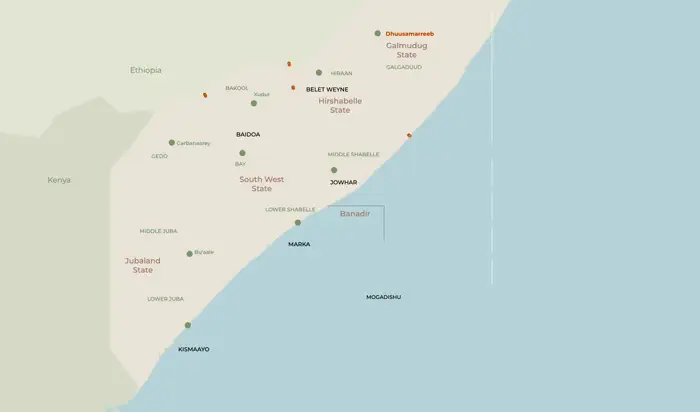 Dhuusamarreeb
Galmudug
State
GALGADUUD
Ethiopia
HIRAAN
BAKOOL
BELET WEYNE
Xudur
Hirshabelle
State
BAIDOA
Garbaharey
GEDO
MIDDLE SHABELLE
BAY
Kenya
South West
State
JOWHAR
LOWER SHABELLE
Banadir
MIDDLE JUBA
MARKA
Bu'aale
Jubaland
State
LOWER JUBA
MOGADISHU
KISMAAYO